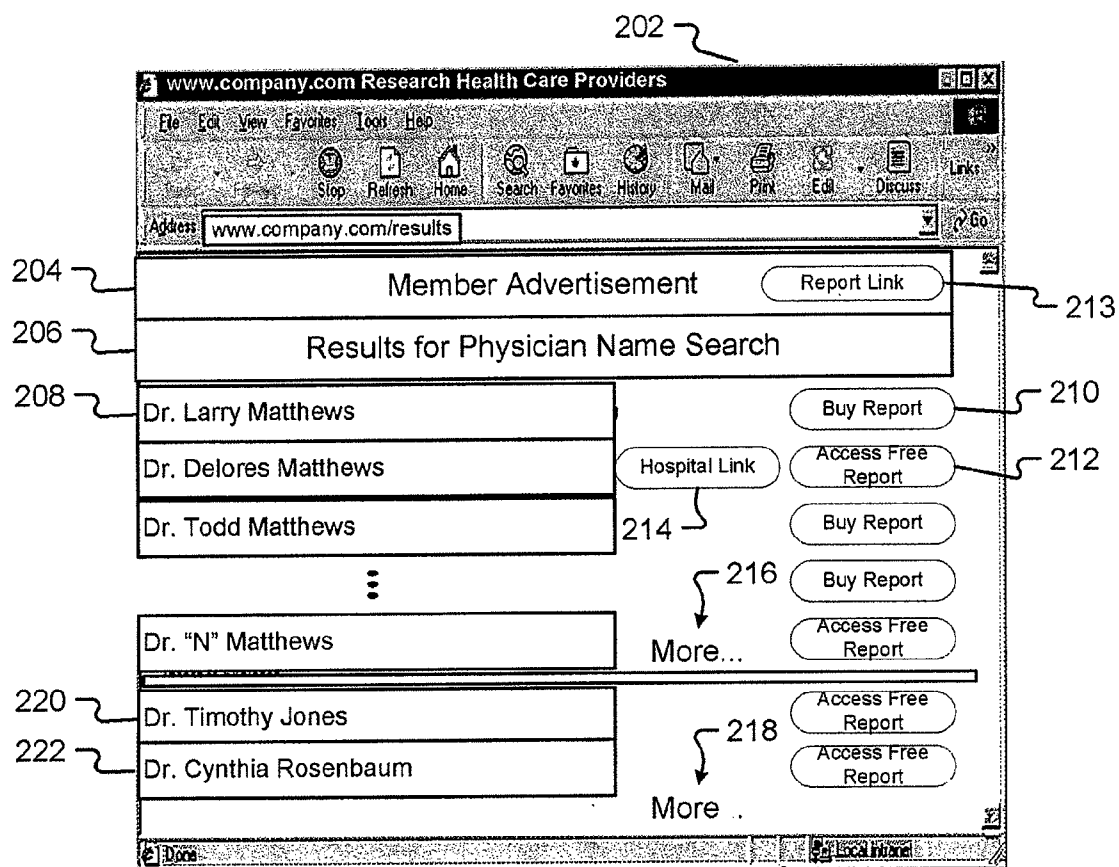 202
www.company.com Research Health Care Providers
File Edit View Favorites Tools Help
Stop Refresh Home Search Favorites History Mail Print Edit Discuss Links »
Address www.company.com/results Go
204 Member Advertisement Report Link 213
206 Results for Physician Name Search
208 Dr. Larry Matthews Buy Report 210
Dr. Delores Matthews Hospital Link Access Free Report 212
Dr. Todd Matthews 214 Buy Report
216 Buy Report
Dr. “N” Matthews More... Access Free Report
220 Dr. Timothy Jones Access Free Report
222 Dr. Cynthia Rosenbaum 218 Access Free Report
More ..
Done Local intranet